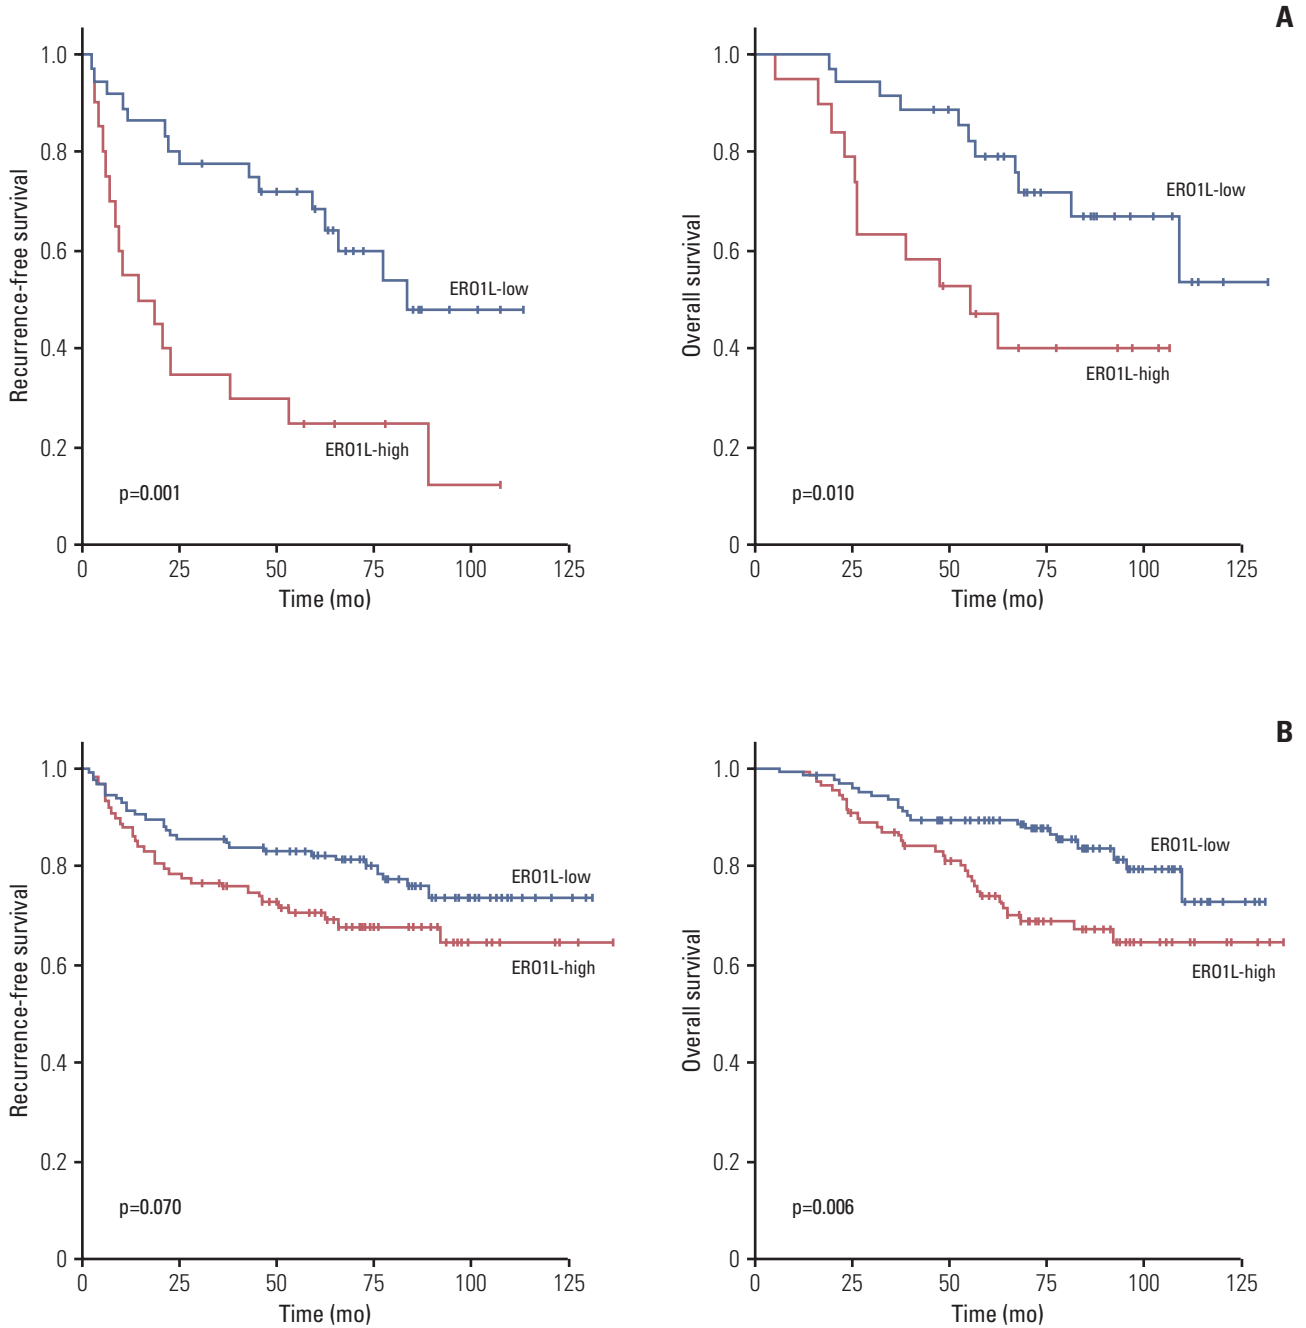 A
1.0
0.8
0.6
0.4
0.2
0
Recurrence-free survival
ERO1L-low
ERO1L-high
p=0.001
0 25 50 75 100 125
Time (mo)
1.0
0.8
0.6
0.4
0.2
0
Overall survival
ERO1L-low
ERO1L-high
p=0.010
0 25 50 75 100 125
Time (mo)
B
1.0
0.8
0.6
0.4
0.2
0
Recurrence-free survival
ERO1L-low
ERO1L-high
p=0.070
0 25 50 75 100 125
Time (mo)
1.0
0.8
0.6
0.4
0.2
0
Overall survival
ERO1L-low
ERO1L-high
p=0.006
0 25 50 75 100 125
Time (mo)